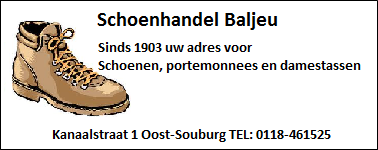 Schoenhandel Baljeu
Sinds 1903 uw adres voor
Schoenen, portemonnees en damestassen
Kanaalstraat 1 Oost-Souburg TEL: 0118-461525